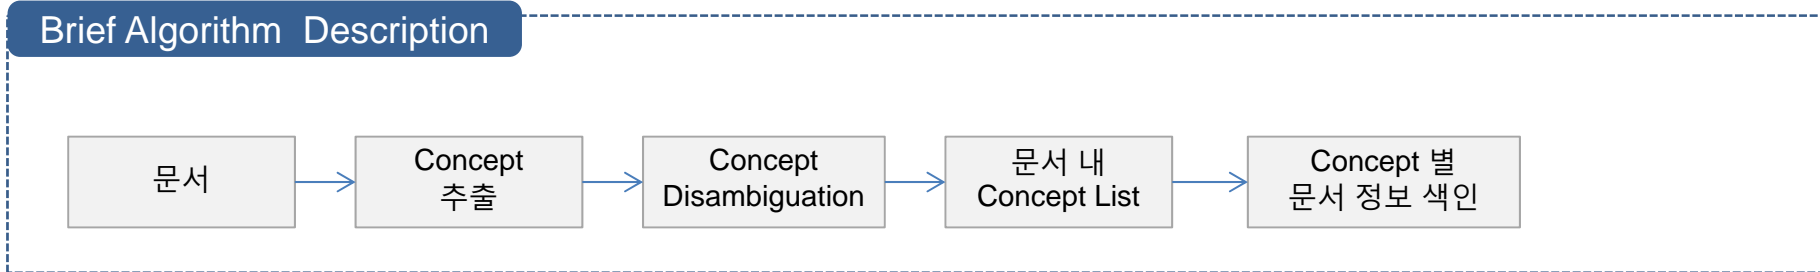 Brief Algorithm Description
문서
Concept
추출
Concept
Disambiguation
문서 내
Concept List
Concept 별
문서 정보 색인